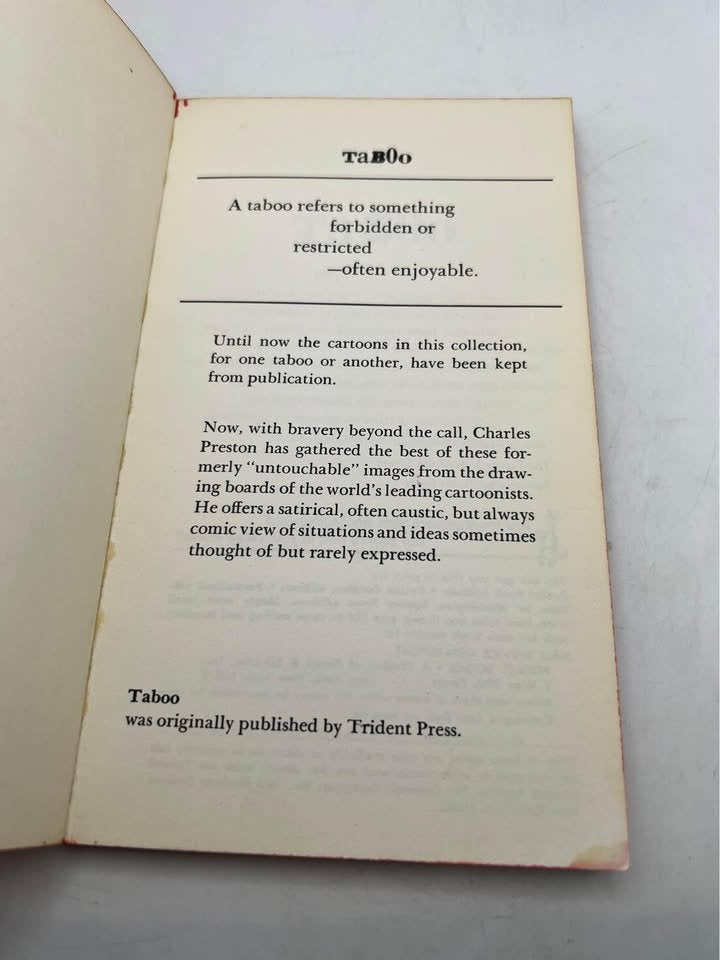 TaBOo
A taboo refers to something
forbidden or
restricted
—often enjoyable.
Until now the cartoons in this collection,
for one taboo or another, have been kept
from publication.
Now, with bravery beyond the call, Charles
Preston has gathered the best of these for-
merly "untouchable" images from the draw-
ing boards of the world's leading cartoonists.
He offers a satirical, often caustic, but always
comic view of situations and ideas sometimes
thought of but rarely expressed.
Taboo
was originally published by Trident Press.